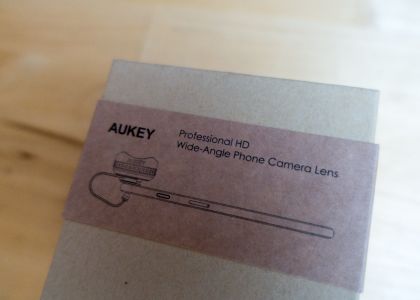 AUKEY
Professional HD
Wide-Angle Phone Camera Lens